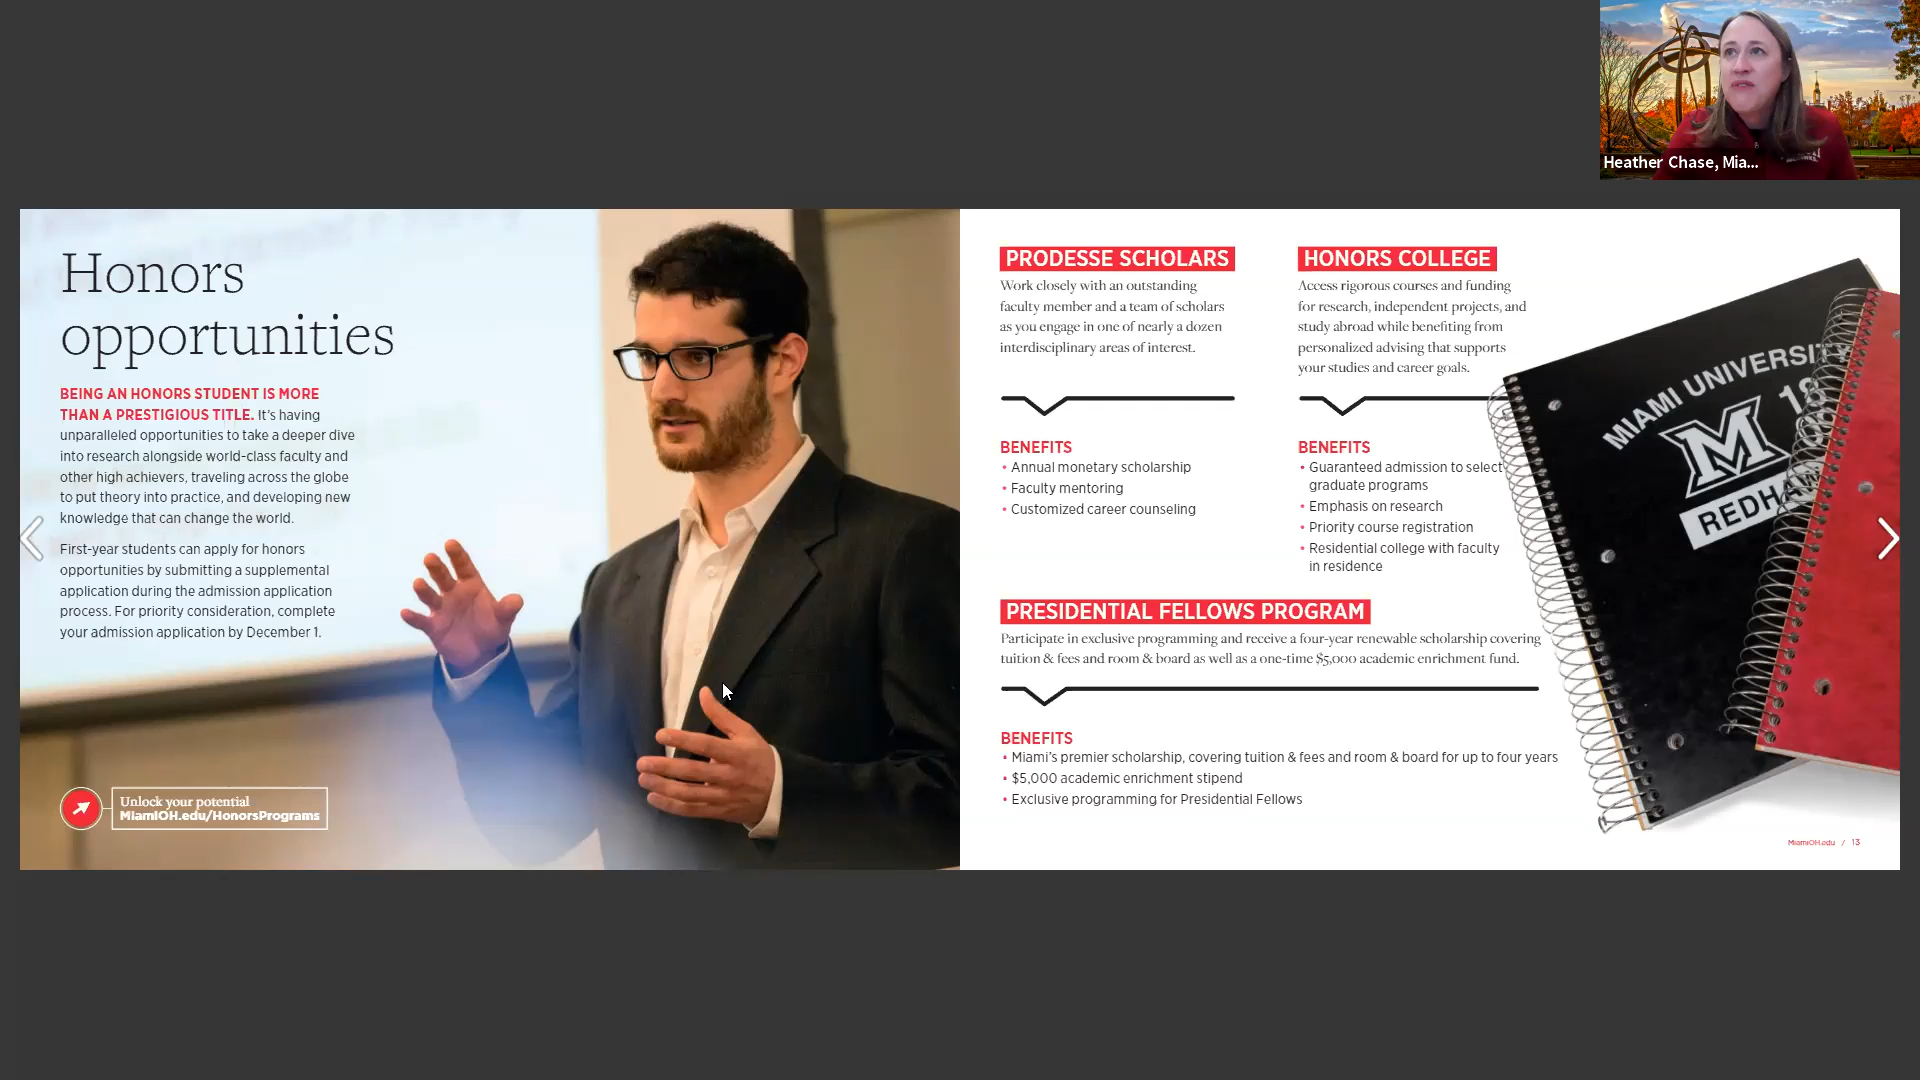 Heather Chase, Mia...
Honors
opportunities
BEING AN HONORS STUDENT IS MORE
THAN A PRESTIGIOUS TITLE. It's having
unparalleled opportunities to take a deeper dive
into research alongside world-class faculty and
other high achievers, traveling across the globe
to put theory into practice, and developing new
knowledge that can change the world.
First-year students can apply for honors
opportunities by submitting a supplemental
application during the admission application
process. For priority consideration, complete
your admission application by December 1.
Unlock your potential
MiamiOH.edu/HonorsPrograms
PRODESSE SCHOLARS
Work closely with an outstanding
faculty member and a team of scholars
as you engage in one of nearly a dozen
interdisciplinary areas of interest.
BENEFITS
• Annual monetary scholarship
• Faculty mentoring
• Customized career counseling
HONORS COLLEGE
Access rigorous courses and funding
for research, independent projects, and
study abroad while benefiting from
personalized advising that supports
your studies and career goals.
BENEFITS
• Guaranteed admission to select
graduate programs
• Emphasis on research
• Priority course registration
• Residential college with faculty
in residence
PRESIDENTIAL FELLOWS PROGRAM
Participate in exclusive programming and receive a four-year renewable scholarship covering
tuition & fees and room & board as well as a one-time $5,000 academic enrichment fund.
BENEFITS
• Miami's premier scholarship, covering tuition & fees and room & board for up to four years
• $5,000 academic enrichment stipend
• Exclusive programming for Presidential Fellows
MIAMI UNIVERSITY
M
18
REDHA
MiamiOH.edu / 13